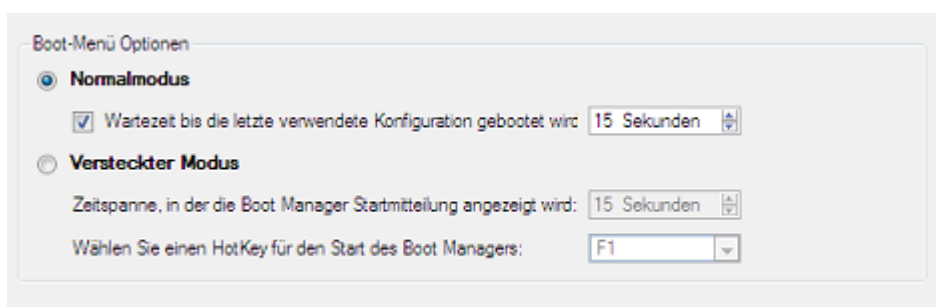 Boot-Menü Optionen
Normalmodus
Wartezeit bis die letzte verwendete Konfiguration gebootet wird 15 Sekunden
Versteckter Modus
Zeitspanne, in der die Boot Manager Startmitteilung angezeigt wird: 15 Sekunden
Wählen Sie einen HotKey für den Start des Boot Managers: F1